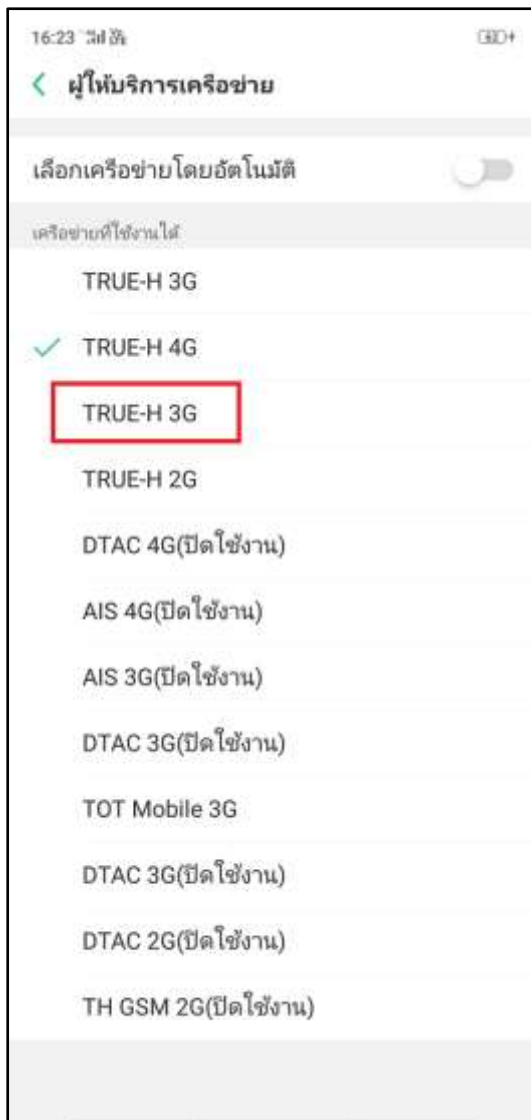 16:23
ผู้ให้บริการเครือข่าย
เลือกเครือข่ายโดยอัตโนมัติ
เครือข่ายที่ใช้งานได้
TRUE-H 3G
TRUE-H 4G
TRUE-H 3G
TRUE-H 2G
DTAC 4G(ปิดใช้งาน)
AIS 4G(ปิดใช้งาน)
AIS 3G(ปิดใช้งาน)
DTAC 3G(ปิดใช้งาน)
TOT Mobile 3G
DTAC 3G(ปิดใช้งาน)
DTAC 2G(ปิดใช้งาน)
TH GSM 2G(ปิดใช้งาน)